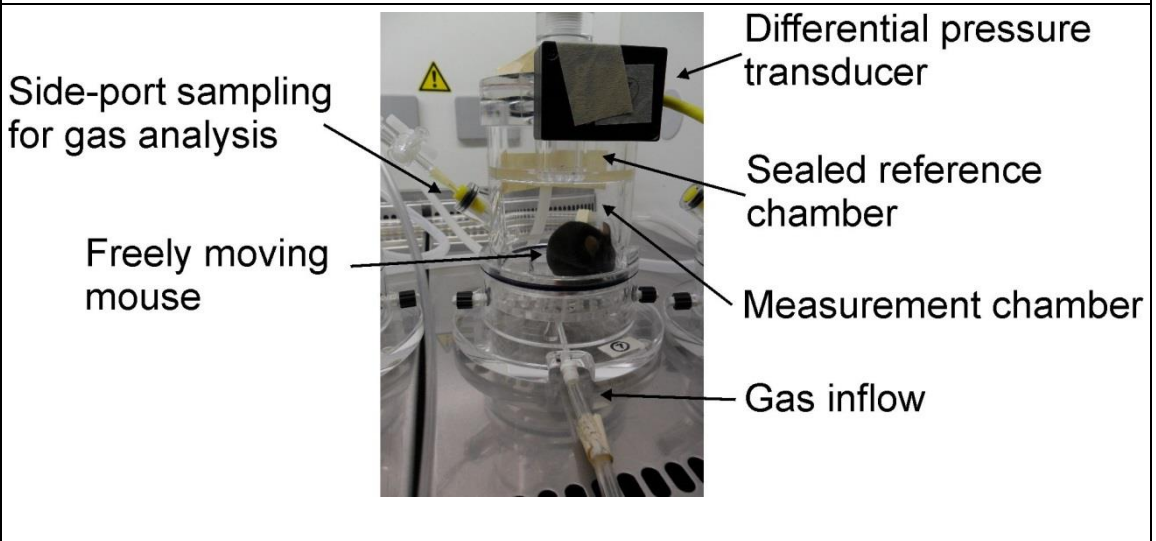 Differential pressure
transducer
Side-port sampling
for gas analysis
Sealed reference
chamber
Freely moving
mouse
Measurement chamber
Gas inflow